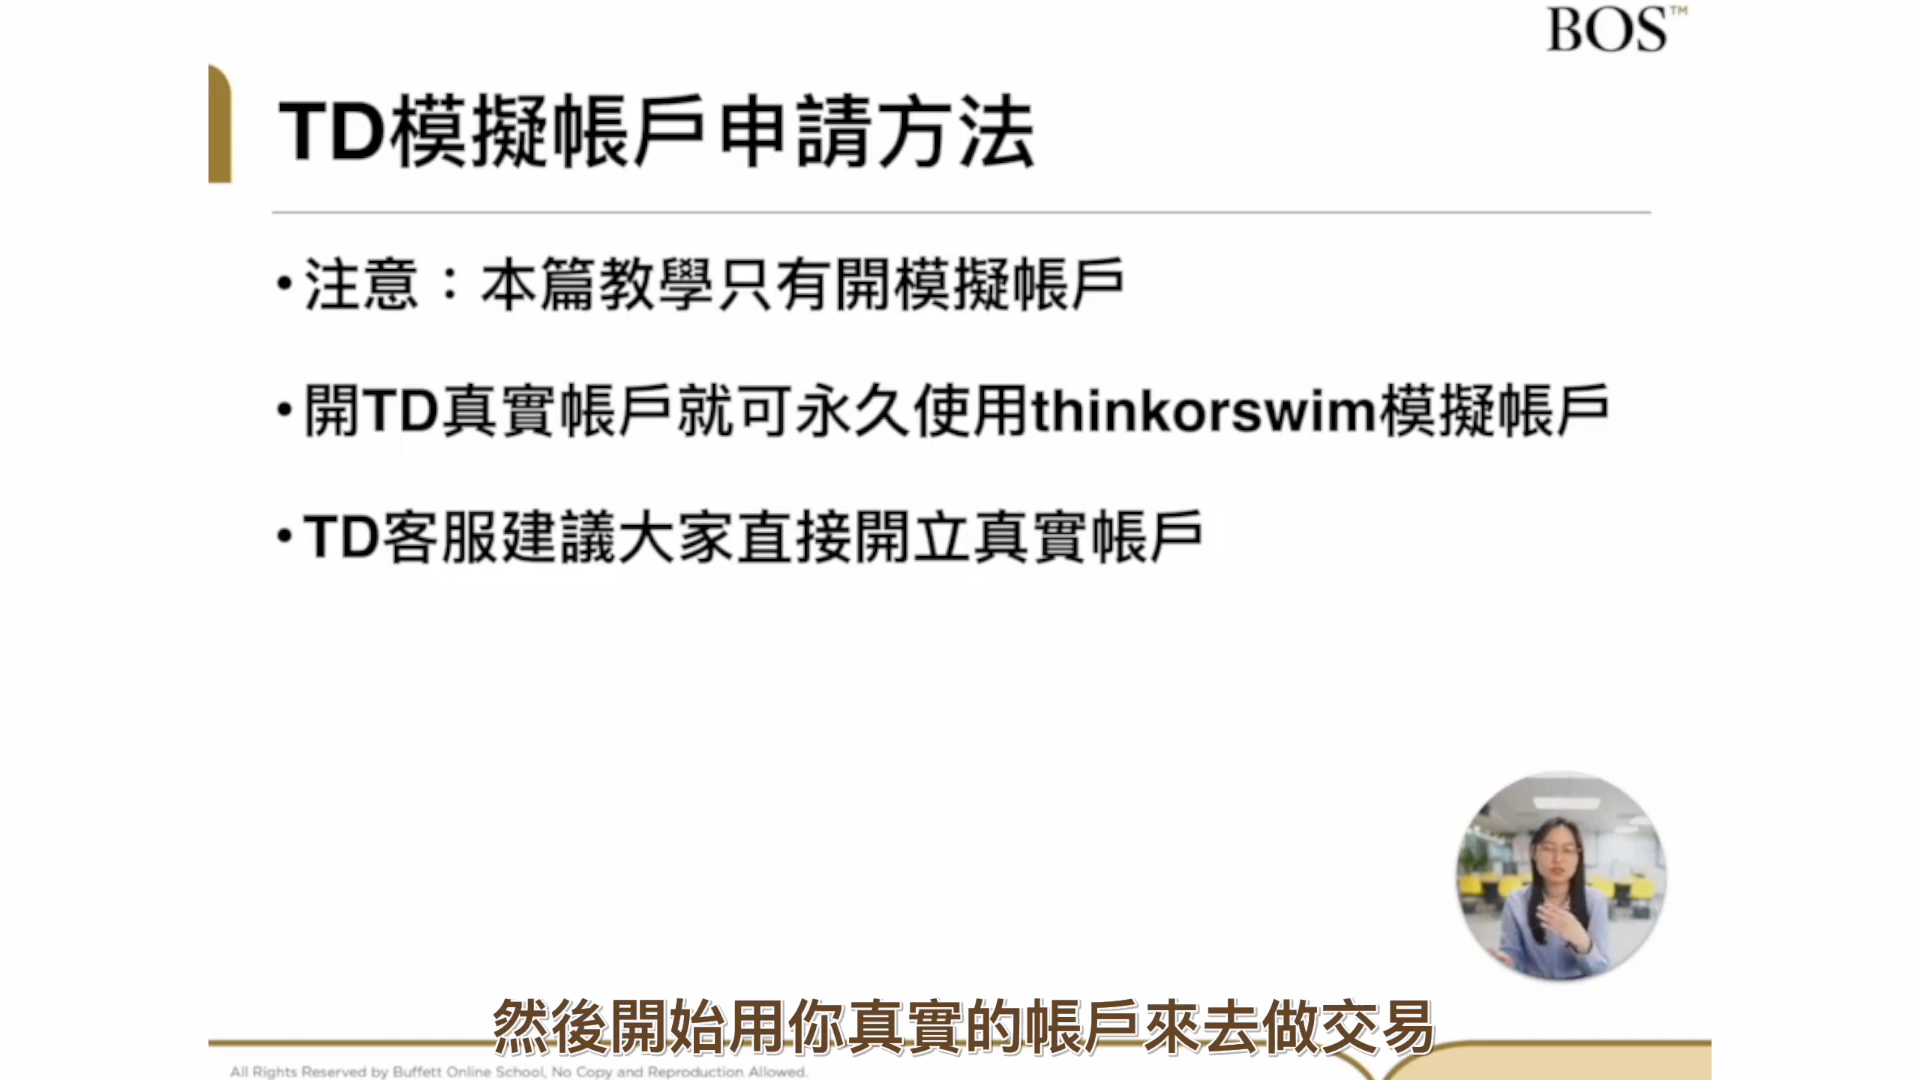 BOS™
TD模擬帳戶申請方法
•注意：本篇教學只有開模擬帳戶
•開TD真實帳戶就可永久使用thinkorswim模擬帳戶
•TD客服建議大家直接開立真實帳戶
然後開始用你真實的帳戶來去做交易
All Rights Reserved by Buffett Online School, No Copy and Reproduction Allowed.